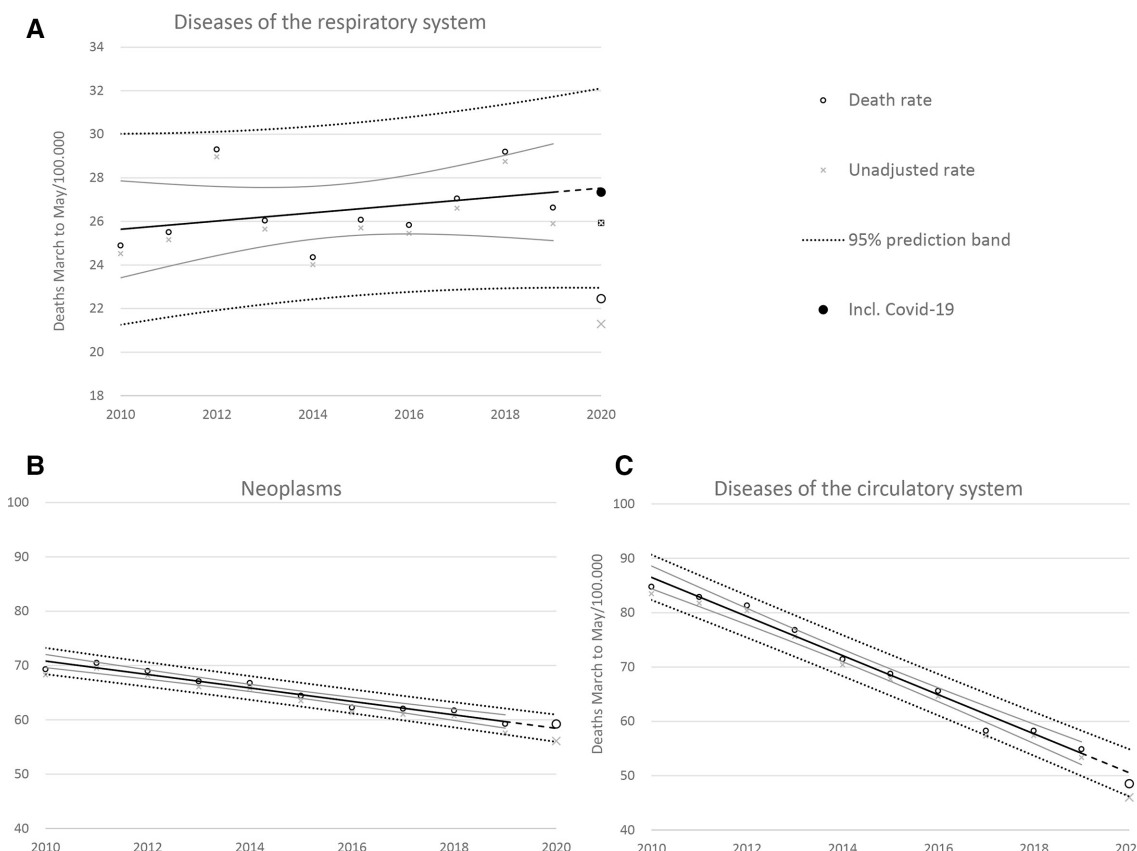 A
Diseases of the respiratory system
Deaths March to May/100.000
34
32
30
28
26
24
22
20
18
2010 2012 2014 2016 2018 2020
Death rate
Unadjusted rate
95% prediction band
Incl. Covid-19
B
Neoplasms
100
90
80
70
60
50
40
2010 2012 2014 2016 2018 2020
C
Diseases of the circulatory system
Deaths March to May/100.000
100
90
80
70
60
50
40
2010 2012 2014 2016 2018 202